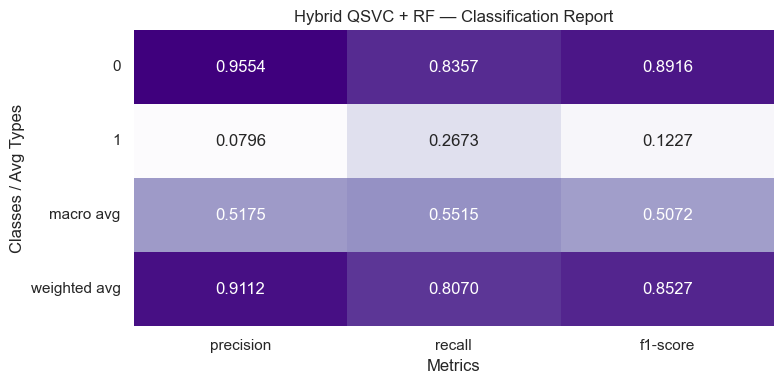 Hybrid QSVC + RF — Classification Report
Classes / Avg Types
0 0.9554 0.8357 0.8916
1 0.0796 0.2673 0.1227
macro avg 0.5175 0.5515 0.5072
weighted avg 0.9112 0.8070 0.8527
precision recall f1-score
Metrics